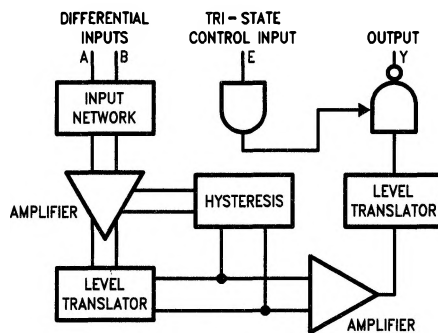 DIFFERENTIAL
INPUTS
A B
TRI-STATE
CONTROL INPUT
E
OUTPUT
Y
INPUT
NETWORK
AMPLIFIER
HYSTERESIS
LEVEL
TRANSLATOR
LEVEL
TRANSLATOR
AMPLIFIER